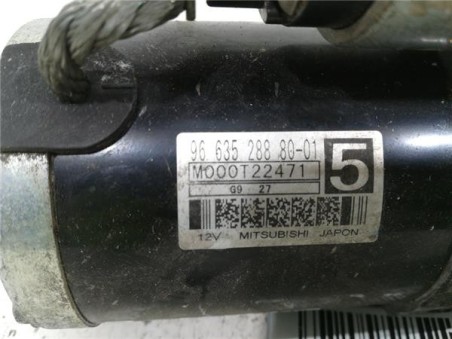 96 635 288 80-01
M000T22471 5
G9 27
12V MITSUBISHI JAPON